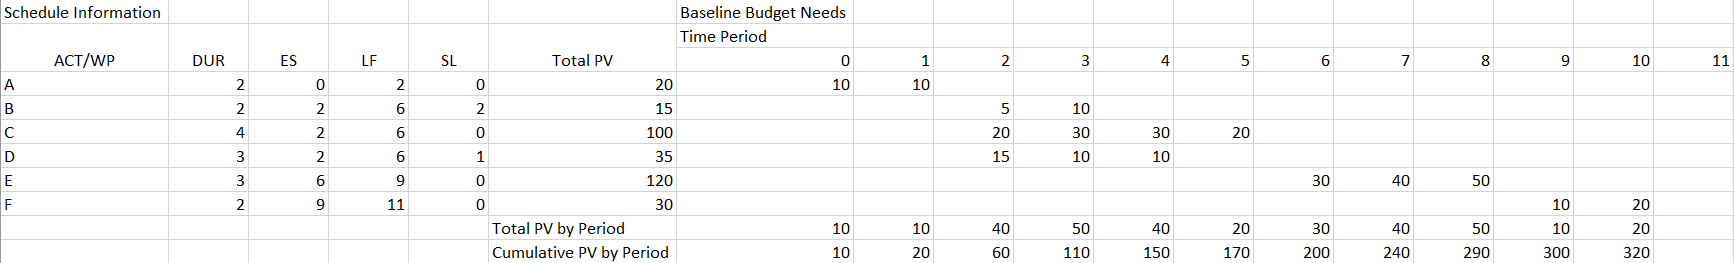 Schedule Information Baseline Budget Needs
Time Period
ACT/WP DUR ES LF SL Total PV 0 1 2 3 4 5 6 7 8 9 10 11
A 2 0 2 0 20 10 10
B 2 2 6 2 15 5 10
C 4 2 6 0 100 20 30 30 20
D 3 2 6 1 35 15 10 10
E 3 6 9 0 120 30 40 50
F 2 9 11 0 30 10 20
Total PV by Period 10 10 40 50 40 20 30 40 50 10 20
Cumulative PV by Period 10 20 60 110 150 170 200 240 290 300 320